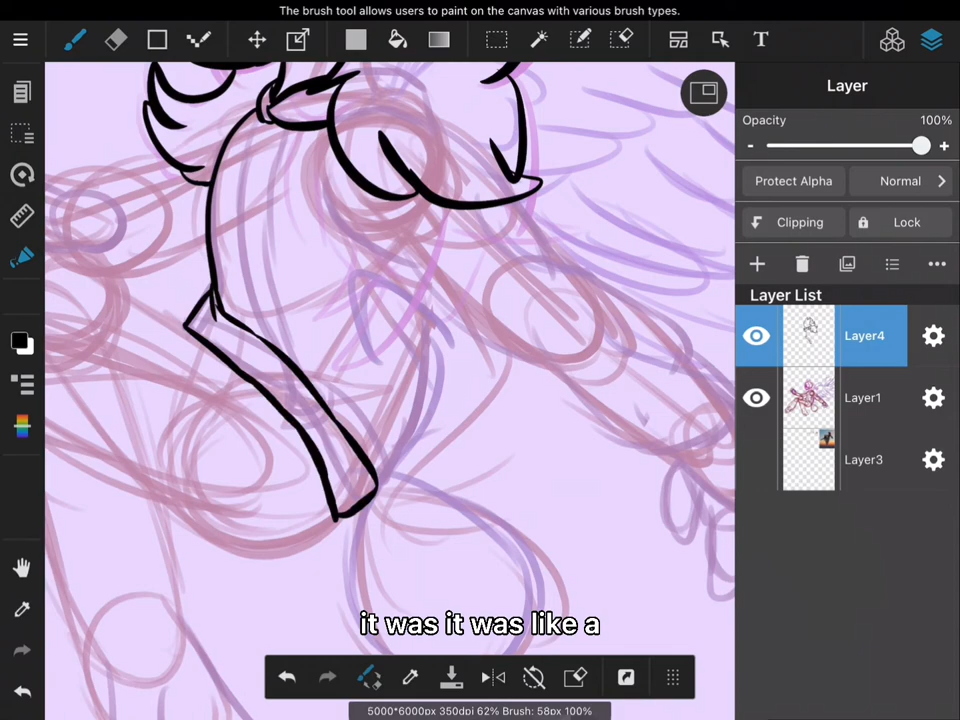 The brush tool allows users to paint on the canvas with various brush types.
T
Layer
Opacity 100%
- +
Protect Alpha Normal
Clipping Lock
Layer List
Layer4
Layer1
Layer3
it was it was like a
5000*6000px 350dpi 62% Brush: 58px 100%